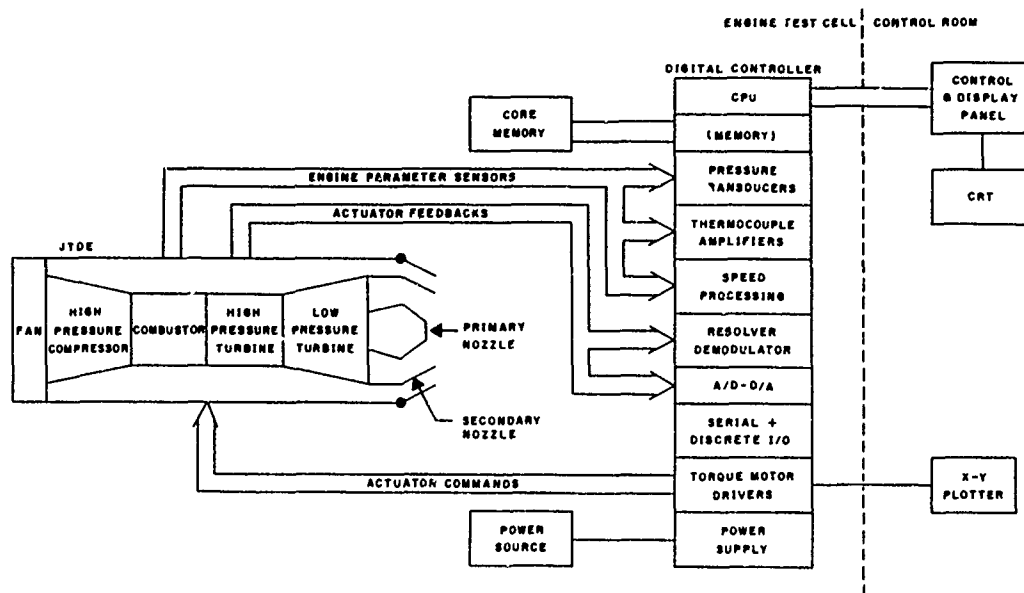 ENGINE TEST CELL
CONTROL ROOM
DIGITAL CONTROLLER
CPU
(MEMORY)
PRESSURE
TRANSDUCERS
THERMOCOUPLE
AMPLIFIERS
SPEED
PROCESSING
RESOLVER
DEMODULATOR
A/D-D/A
SERIAL +
DISCRETE I/O
TORQUE MOTOR
DRIVERS
POWER
SUPPLY
CONTROL
& DISPLAY
PANEL
CRT
X-Y
PLOTTER
CORE
MEMORY
ENGINE PARAMETER SENSORS
ACTUATOR FEEDBACKS
JTDE
FAN
HIGH
PRESSURE
COMPRESSOR
COMBUSTOR
HIGH
PRESSURE
TURBINE
LOW
PRESSURE
TURBINE
PRIMARY
NOZZLE
SECONDARY
NOZZLE
ACTUATOR COMMANDS
POWER
SOURCE